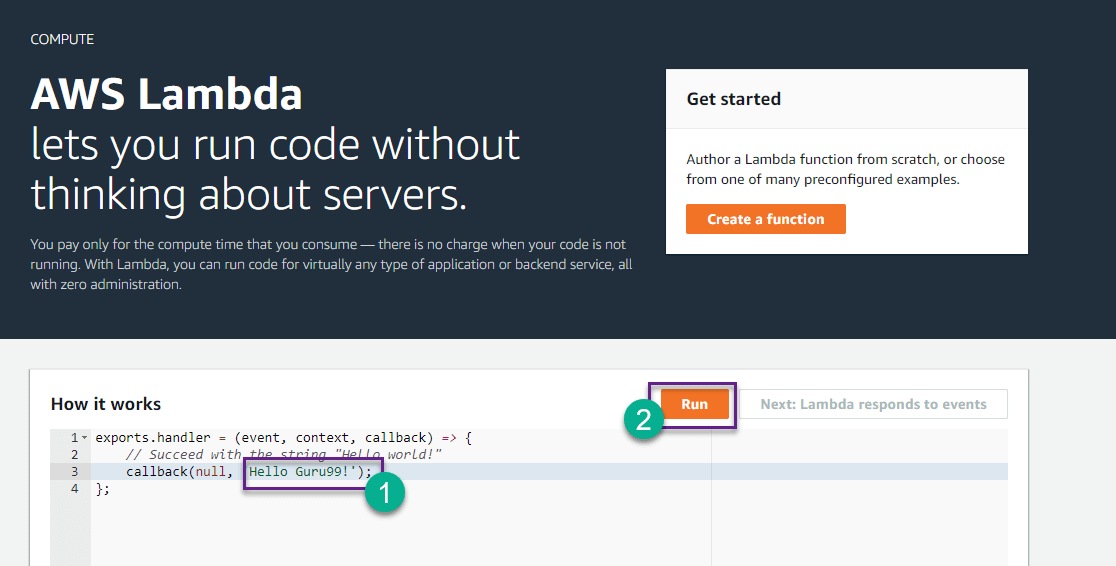 COMPUTE
AWS Lambda
lets you run code without
thinking about servers.
You pay only for the compute time that you consume — there is no charge when your code is not
running. With Lambda, you can run code for virtually any type of application or backend service, all
with zero administration.
Get started
Author a Lambda function from scratch, or choose
from one of many preconfigured examples.
Create a function
How it works
2
Run
Next: Lambda responds to events
1 exports.handler = (event, context, callback) => {
2 // Succeed with the string "Hello world!"
3 callback(null, 'Hello Guru99!');
4 };
1